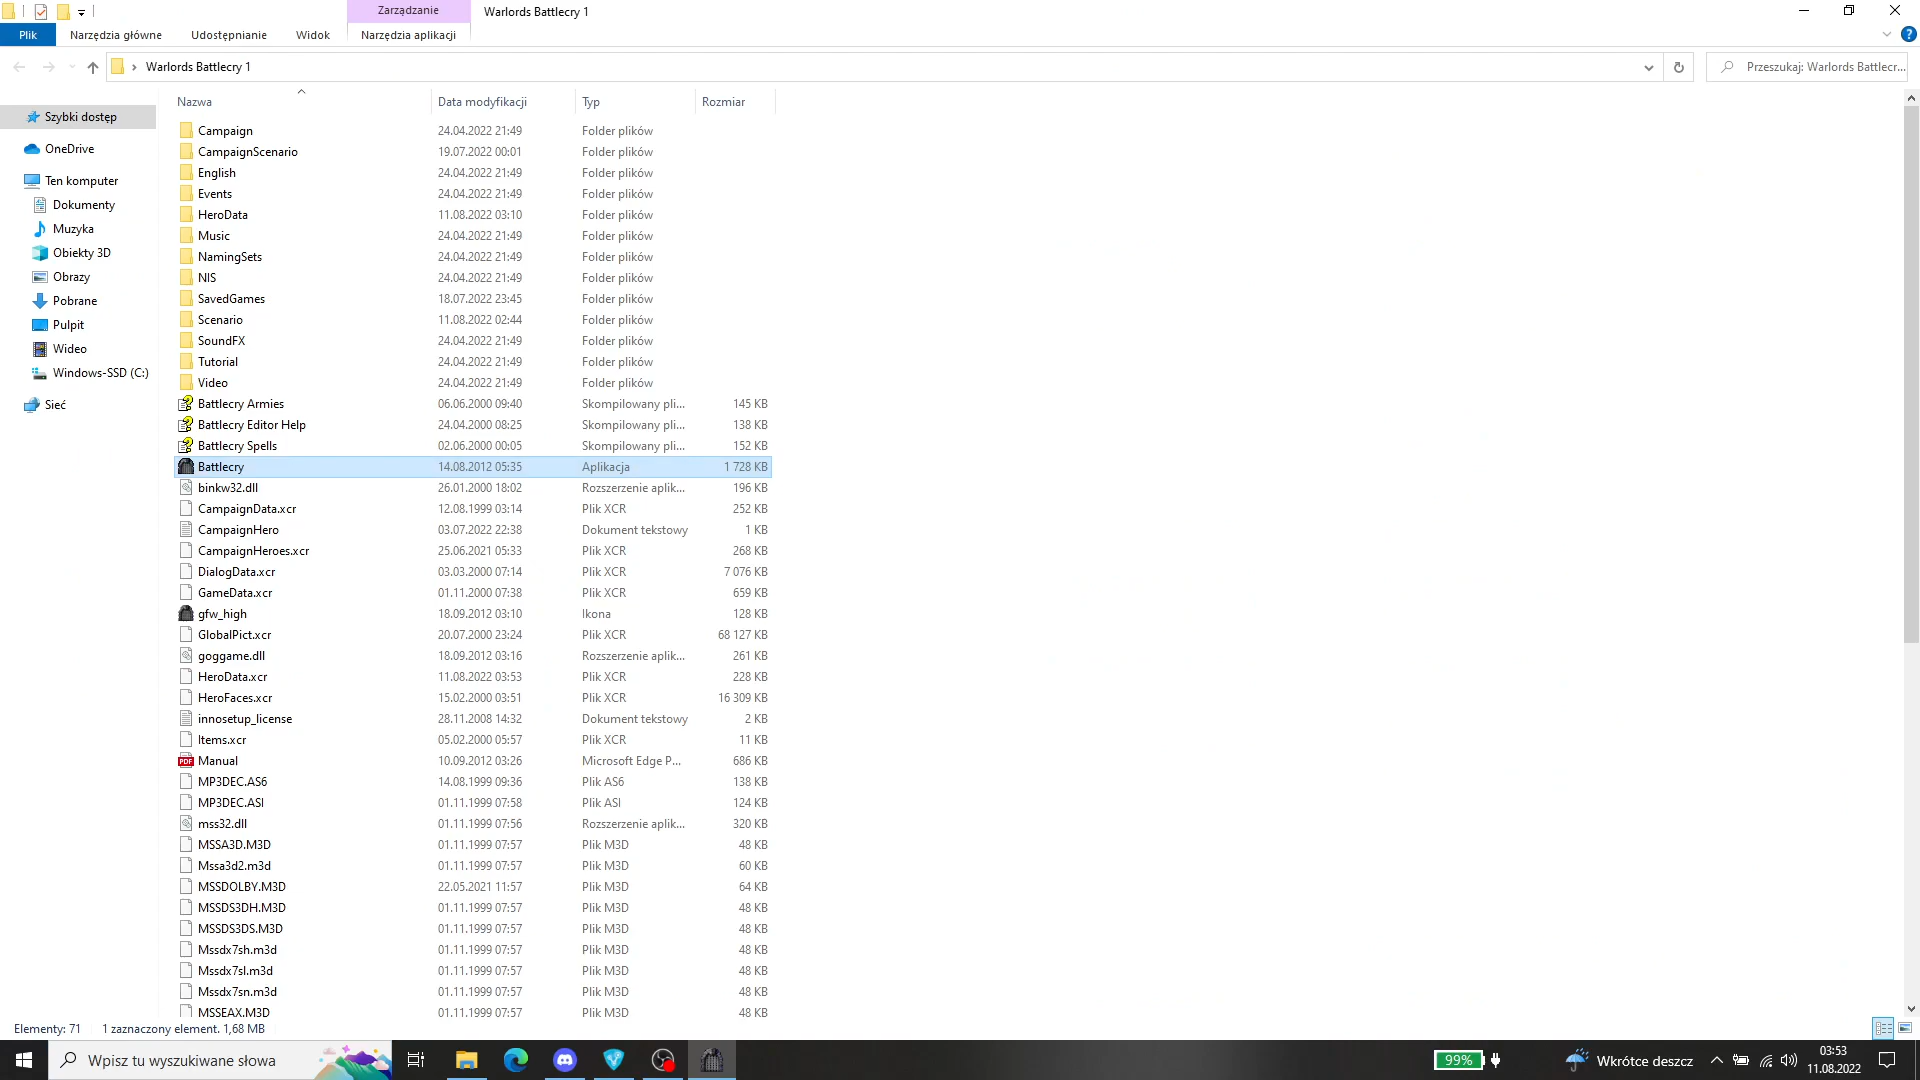 Zarządzanie
Warlords Battlecry 1
Plik
Narzędzia główne
Udostępnianie
Widok
Narzędzia aplikacji
Warlords Battlecry 1
Przeszukaj: Warlords Battlecr...
Szybki dostęp
OneDrive
Ten komputer
Dokumenty
Muzyka
Obiekty 3D
Obrazy
Pobrane
Pulpit
Wideo
Windows-SSD (C:)
Sieć
Nazwa Data modyfikacji Typ Rozmiar
Campaign 24.04.2022 21:49 Folder plików
CampaignScenario 19.07.2022 00:01 Folder plików
English 24.04.2022 21:49 Folder plików
Events 24.04.2022 21:49 Folder plików
HeroData 11.08.2022 03:10 Folder plików
Music 24.04.2022 21:49 Folder plików
NamingSets 24.04.2022 21:49 Folder plików
NIS 24.04.2022 21:49 Folder plików
SavedGames 18.07.2022 23:45 Folder plików
Scenario 11.08.2022 02:44 Folder plików
SoundFX 24.04.2022 21:49 Folder plików
Tutorial 24.04.2022 21:49 Folder plików
Video 24.04.2022 21:49 Folder plików
Battlecry Armies 06.06.2000 09:40 Skompilowany pli... 145 KB
Battlecry Editor Help 24.04.2000 08:25 Skompilowany pli... 138 KB
Battlecry Spells 02.06.2000 00:05 Skompilowany pli... 152 KB
Battlecry 14.08.2012 05:35 Aplikacja 1 728 KB
binkw32.dll 26.01.2000 18:02 Rozszerzenie aplik... 196 KB
CampaignData.xcr 12.08.1999 03:14 Plik XCR 252 KB
CampaignHero 03.07.2022 22:38 Dokument tekstowy 1 KB
CampaignHeroes.xcr 25.06.2021 05:33 Plik XCR 268 KB
DialogData.xcr 03.03.2000 07:14 Plik XCR 7 076 KB
GameData.xcr 01.11.2000 07:38 Plik XCR 659 KB
gfw_high 18.09.2012 03:10 Ikona 128 KB
GlobalPict.xcr 20.07.2000 23:24 Plik XCR 68 127 KB
goggame.dll 18.09.2012 03:16 Rozszerzenie aplik... 261 KB
HeroData.xcr 11.08.2022 03:53 Plik XCR 228 KB
HeroFaces.xcr 15.02.2000 03:51 Plik XCR 16 309 KB
innosetup_license 28.11.2008 14:32 Dokument tekstowy 2 KB
Items.xcr 05.02.2000 05:57 Plik XCR 11 KB
PDF Manual 10.09.2012 03:26 Microsoft Edge P... 686 KB
MP3DEC.AS6 14.08.1999 09:36 Plik AS6 138 KB
MP3DEC.ASI 01.11.1999 07:58 Plik ASI 124 KB
mss32.dll 01.11.1999 07:56 Rozszerzenie aplik... 320 KB
MSSA3D.M3D 01.11.1999 07:57 Plik M3D 48 KB
Mssa3d2.m3d 01.11.1999 07:57 Plik M3D 60 KB
MSSDOLBY.M3D 22.05.2021 11:57 Plik M3D 64 KB
MSSDS3DH.M3D 01.11.1999 07:57 Plik M3D 48 KB
MSSDS3DS.M3D 01.11.1999 07:57 Plik M3D 48 KB
Mssdx7sh.m3d 01.11.1999 07:57 Plik M3D 48 KB
Mssdx7sl.m3d 01.11.1999 07:57 Plik M3D 48 KB
Mssdx7sn.m3d 01.11.1999 07:57 Plik M3D 48 KB
MSSEAX.M3D 01.11.1999 07:57 Plik M3D 48 KB
Elementy: 71 1 zaznaczony element. 1,68 MB
Wpisz tu wyszukiwane słowa
99%
Wkrótce deszcz
03:53
11.08.2022